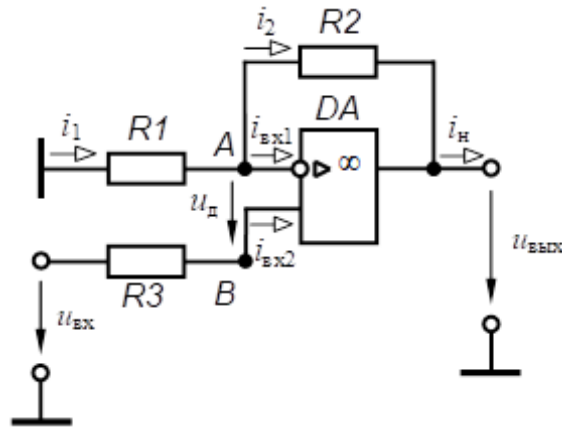 i₂ R2
DA
i₁ R1 A iвх1 ∞ iн
uд
iвх2
R3 B
uвх
uвых